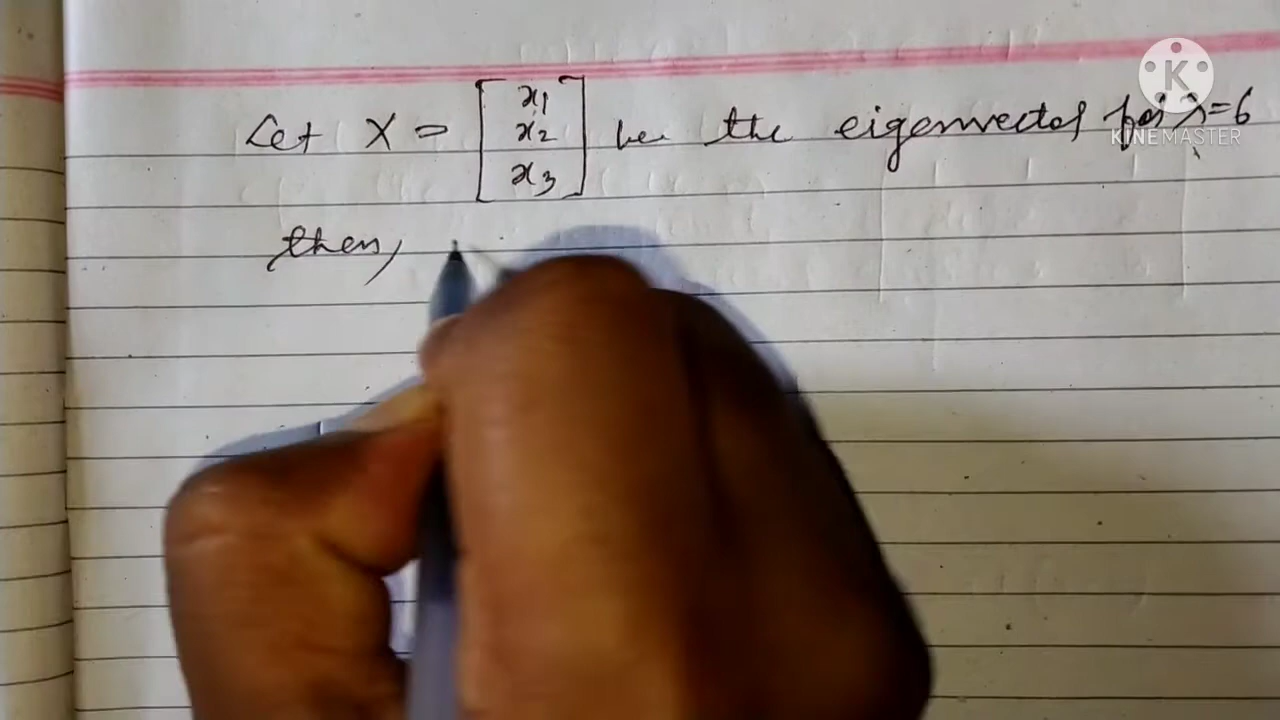 Let X = [x1 x2 x3] be the eigenvector for λ=6
then,
K
KINEMASTER